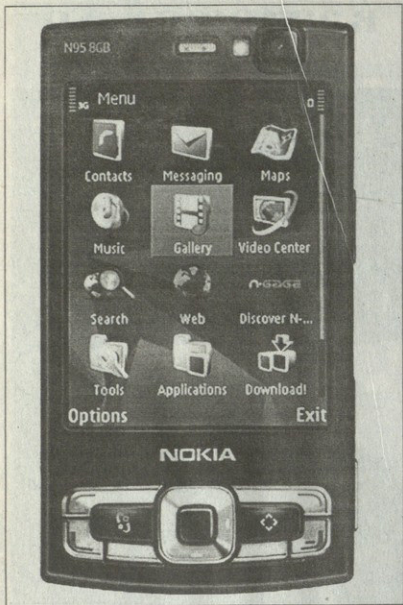 N95 8GB
3G Menu
Contacts Messaging Maps
Music Gallery Video Center
n·gage
Search Web Discover N-...
Tools Applications Download!
Options Exit
NOKIA